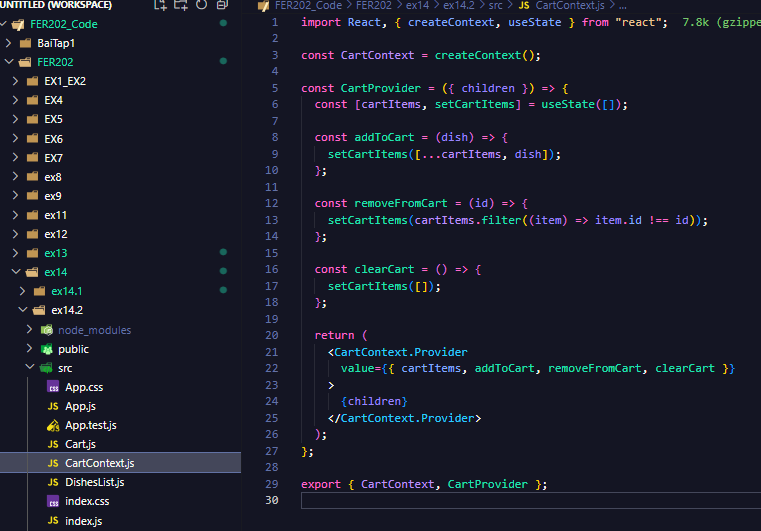 UNTITLED (WORKSPACE)
FER202_Code
BaiTap1
FER202
EX1_EX2
EX4
EX5
EX6
EX7
ex8
ex9
ex11
ex12
ex13
ex14
ex14.1
ex14.2
node_modules
public
src
App.css
JS App.js
App.test.js
JS Cart.js
JS CartContext.js
JS DishesList.js
index.css
JS index.js
FER202_Code > FER202 > ex14 > ex14.2 > src > JS CartContext.js > ...
1 import React, { createContext, useState } from "react"; 7.8k (gzippe
2
3 const CartContext = createContext();
4
5 const CartProvider = ({ children }) => {
6 const [cartItems, setCartItems] = useState([]);
7
8 const addToCart = (dish) => {
9 setCartItems([...cartItems, dish]);
10 };
11
12 const removeFromCart = (id) => {
13 setCartItems(cartItems.filter((item) => item.id !== id));
14 };
15
16 const clearCart = () => {
17 setCartItems([]);
18 };
19
20 return (
21 <CartContext.Provider
22 value={{ cartItems, addToCart, removeFromCart, clearCart }}
23 >
24 {children}
25 </CartContext.Provider>
26 );
27 };
28
29 export { CartContext, CartProvider };
30